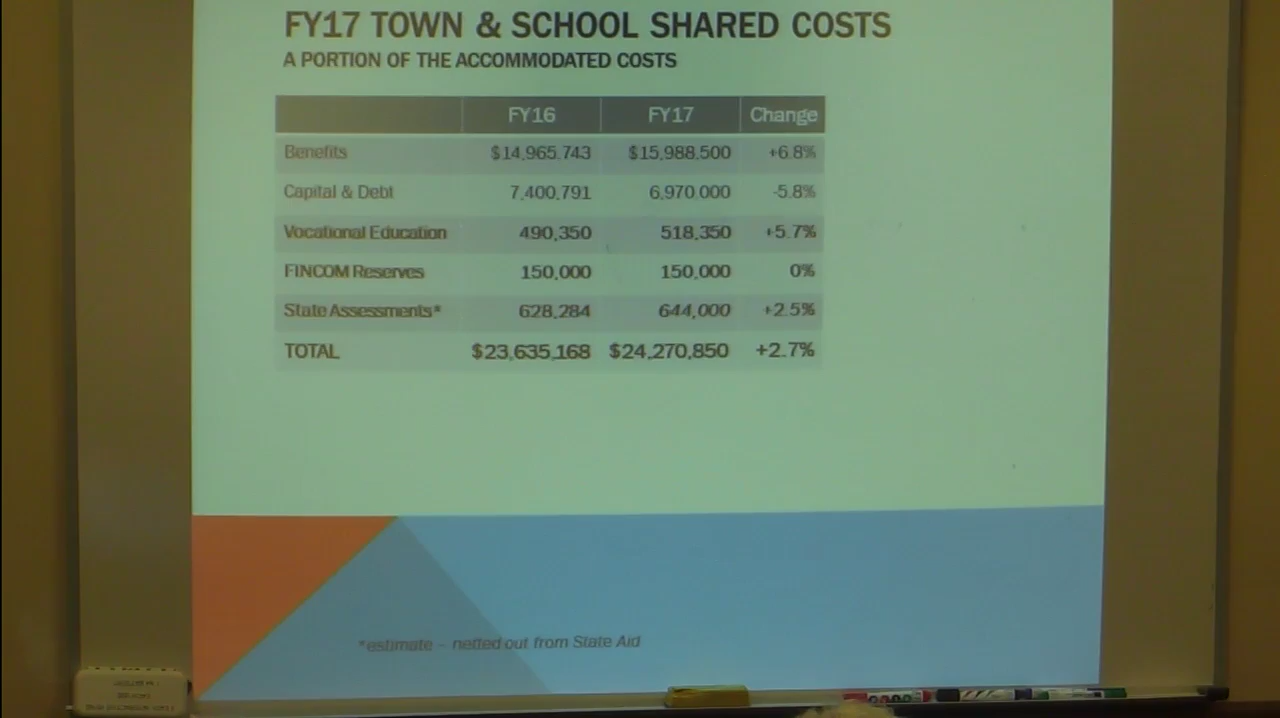 FY17 TOWN & SCHOOL SHARED COSTS
A PORTION OF THE ACCOMMODATED COSTS
FY16 FY17 Change
Benefits $14,965,743 $15,988,500 +6.8%
Capital & Debt 7,400,791 6,970,000 -5.8%
Vocational Education 490,350 518,350 +5.7%
FINCOM Reserves 150,000 150,000 0%
State Assessments* 628,284 644,000 +2.5%
TOTAL $23,635,168 $24,270,850 +2.7%
*estimate – netted out from State Aid